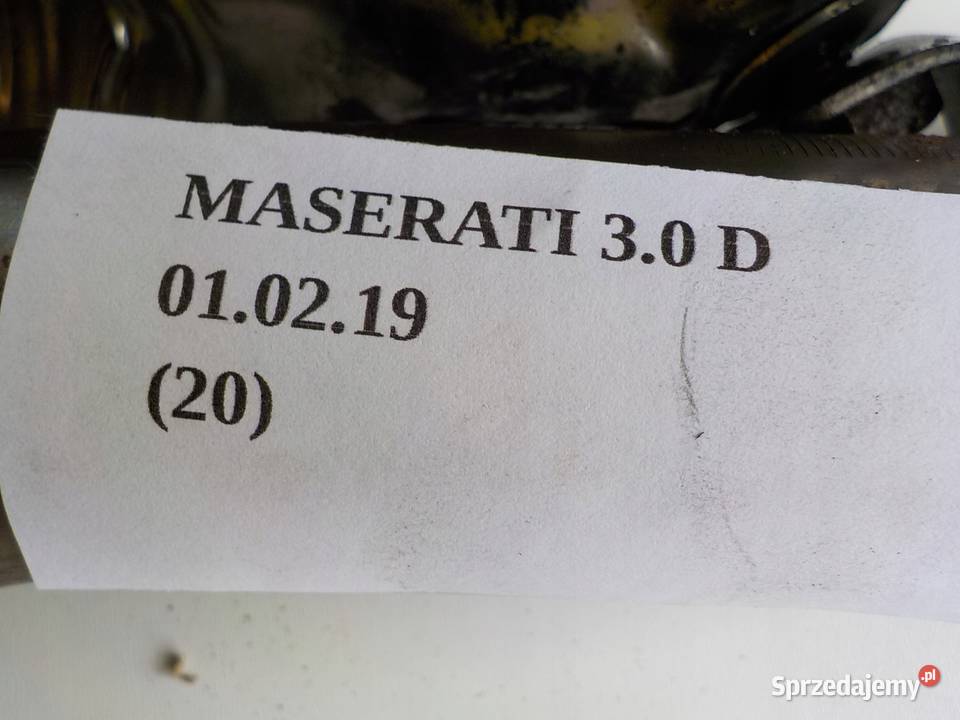 MASERATI 3.0 D
01.02.19
(20)
Sprzedajemy.pl